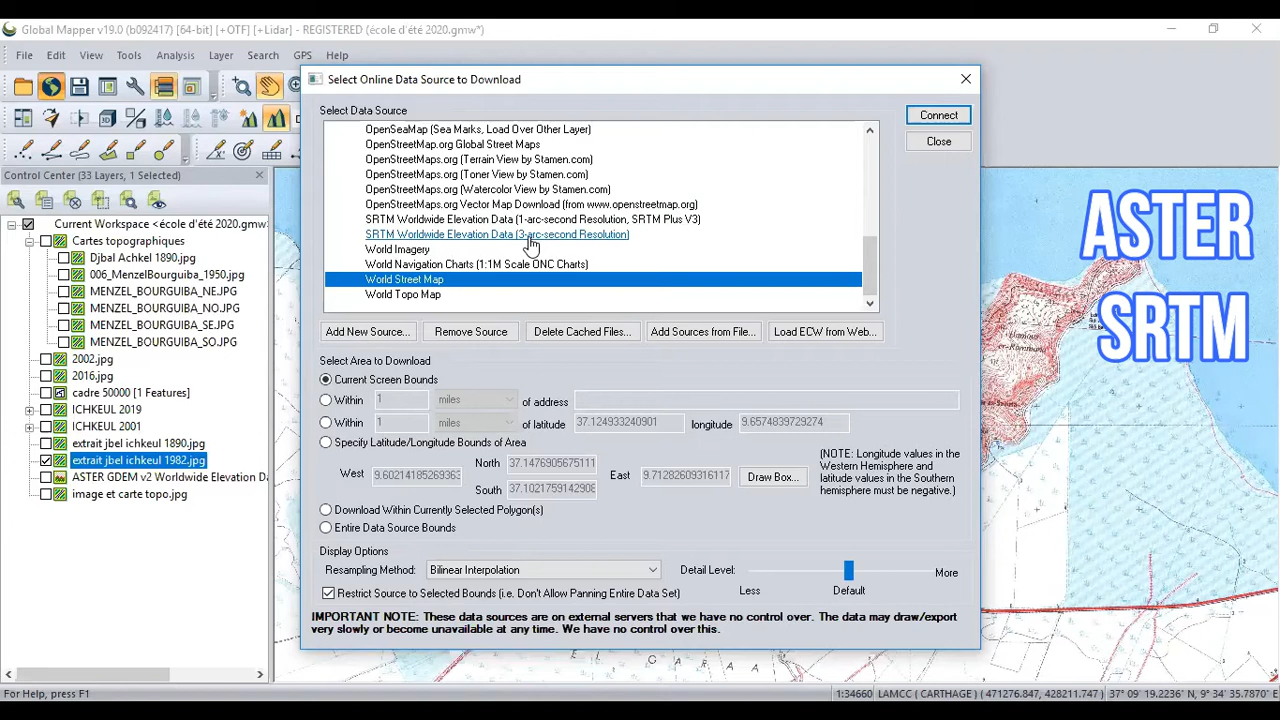 Global Mapper v19.0 (b092417) [64-bit] [+OTF] [+Lidar] - REGISTERED (école d'été 2020.gmw*)
File Edit View Tools Analysis Layer Search GPS Help
Select Online Data Source to Download
Select Data Source
OpenSeaMap (Sea Marks, Load Over Other Layer)
OpenStreetMap.org Global Street Maps
OpenStreetMaps.org (Terrain View by Stamen.com)
OpenStreetMaps.org (Toner View by Stamen.com)
OpenStreetMaps.org (Watercolor View by Stamen.com)
OpenStreetMaps.org Vector Map Download (from www.openstreetmap.org)
SRTM Worldwide Elevation Data (1-arc-second Resolution, SRTM Plus V3)
SRTM Worldwide Elevation Data (3-arc-second Resolution)
World Imagery
World Navigation Charts (1:1M Scale ONC Charts)
World Street Map
World Topo Map
Connect
Close
Add New Source... Remove Source Delete Cached Files... Add Sources from File... Load ECW from Web...
Select Area to Download
Current Screen Bounds
Within 1 miles of address
Within 1 miles of latitude 37.124933240901 longitude 9.6574839729274
Specify Latitude/Longitude Bounds of Area
North 37.1476905675111
West 9.60214185269363 East 9.71282609316117 Draw Box...
South 37.1021759142908
(NOTE: Longitude values in
the Western Hemisphere and
latitude values in the Southern
hemisphere must be negative.)
Download Within Currently Selected Polygon(s)
Entire Data Source Bounds
Display Options
Resampling Method: Bilinear Interpolation Detail Level: More
Less Default
Restrict Source to Selected Bounds (i.e. Don't Allow Panning Entire Data Set)
IMPORTANT NOTE: These data sources are on external servers that we have no control over. The data may draw/export
very slowly or become unavailable at any time. We have no control over this.
Control Center (33 Layers, 1 Selected)
Current Workspace <école d'été 2020.gmw>
Cartes topographiques
Djbal Achkel 1890.jpg
006_MenzelBourguiba_1950.jpg
MENZEL_BOURGUIBA_NE.JPG
MENZEL_BOURGUIBA_NO.JPG
MENZEL_BOURGUIBA_SE.JPG
MENZEL_BOURGUIBA_SO.JPG
2002.jpg
2016.jpg
cadre 50000 [1 Features]
ICHKEUL 2019
ICHKEUL 2001
extrait jbel ichkeul 1890.jpg
extrait jbel ichkeul 1982.jpg
ASTER GDEM v2 Worldwide Elevation Da
image et carte topo.jpg
ASTER
SRTM
For Help, press F1
1:34660 LAMCC (CARTHAGE) ( 471276.847, 428211.747 ) 37° 09' 19.2236" N, 9° 34' 35.7870" E